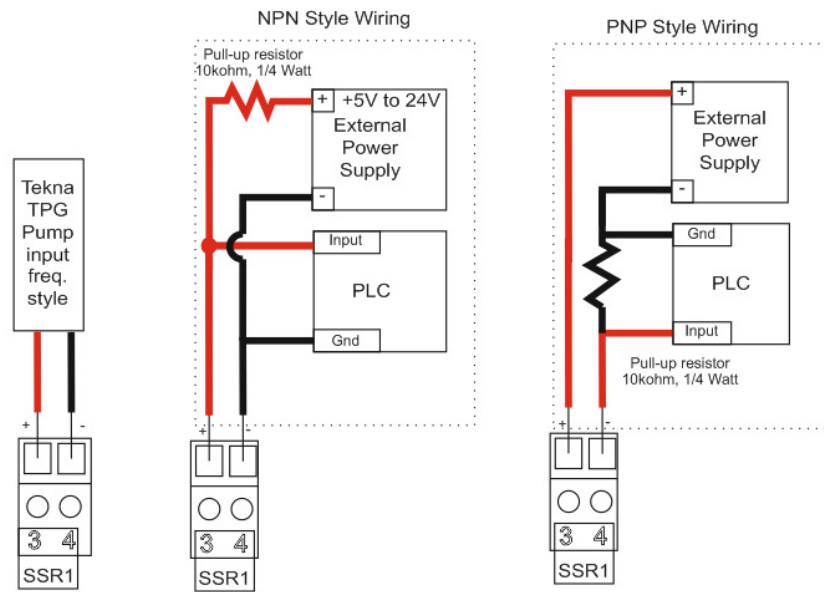 NPN Style Wiring
Pull-up resistor
10kohm, 1/4 Watt
+ +5V to 24V
External
Power
Supply
-
Input
PLC
Gnd
+ -
3 4
SSR1
Tekna
TPG
Pump
input
freq.
style
+ -
3 4
SSR1
PNP Style Wiring
+
External
Power
Supply
-
Gnd
PLC
Input
Pull-up resistor
10kohm, 1/4 Watt
+ -
3 4
SSR1